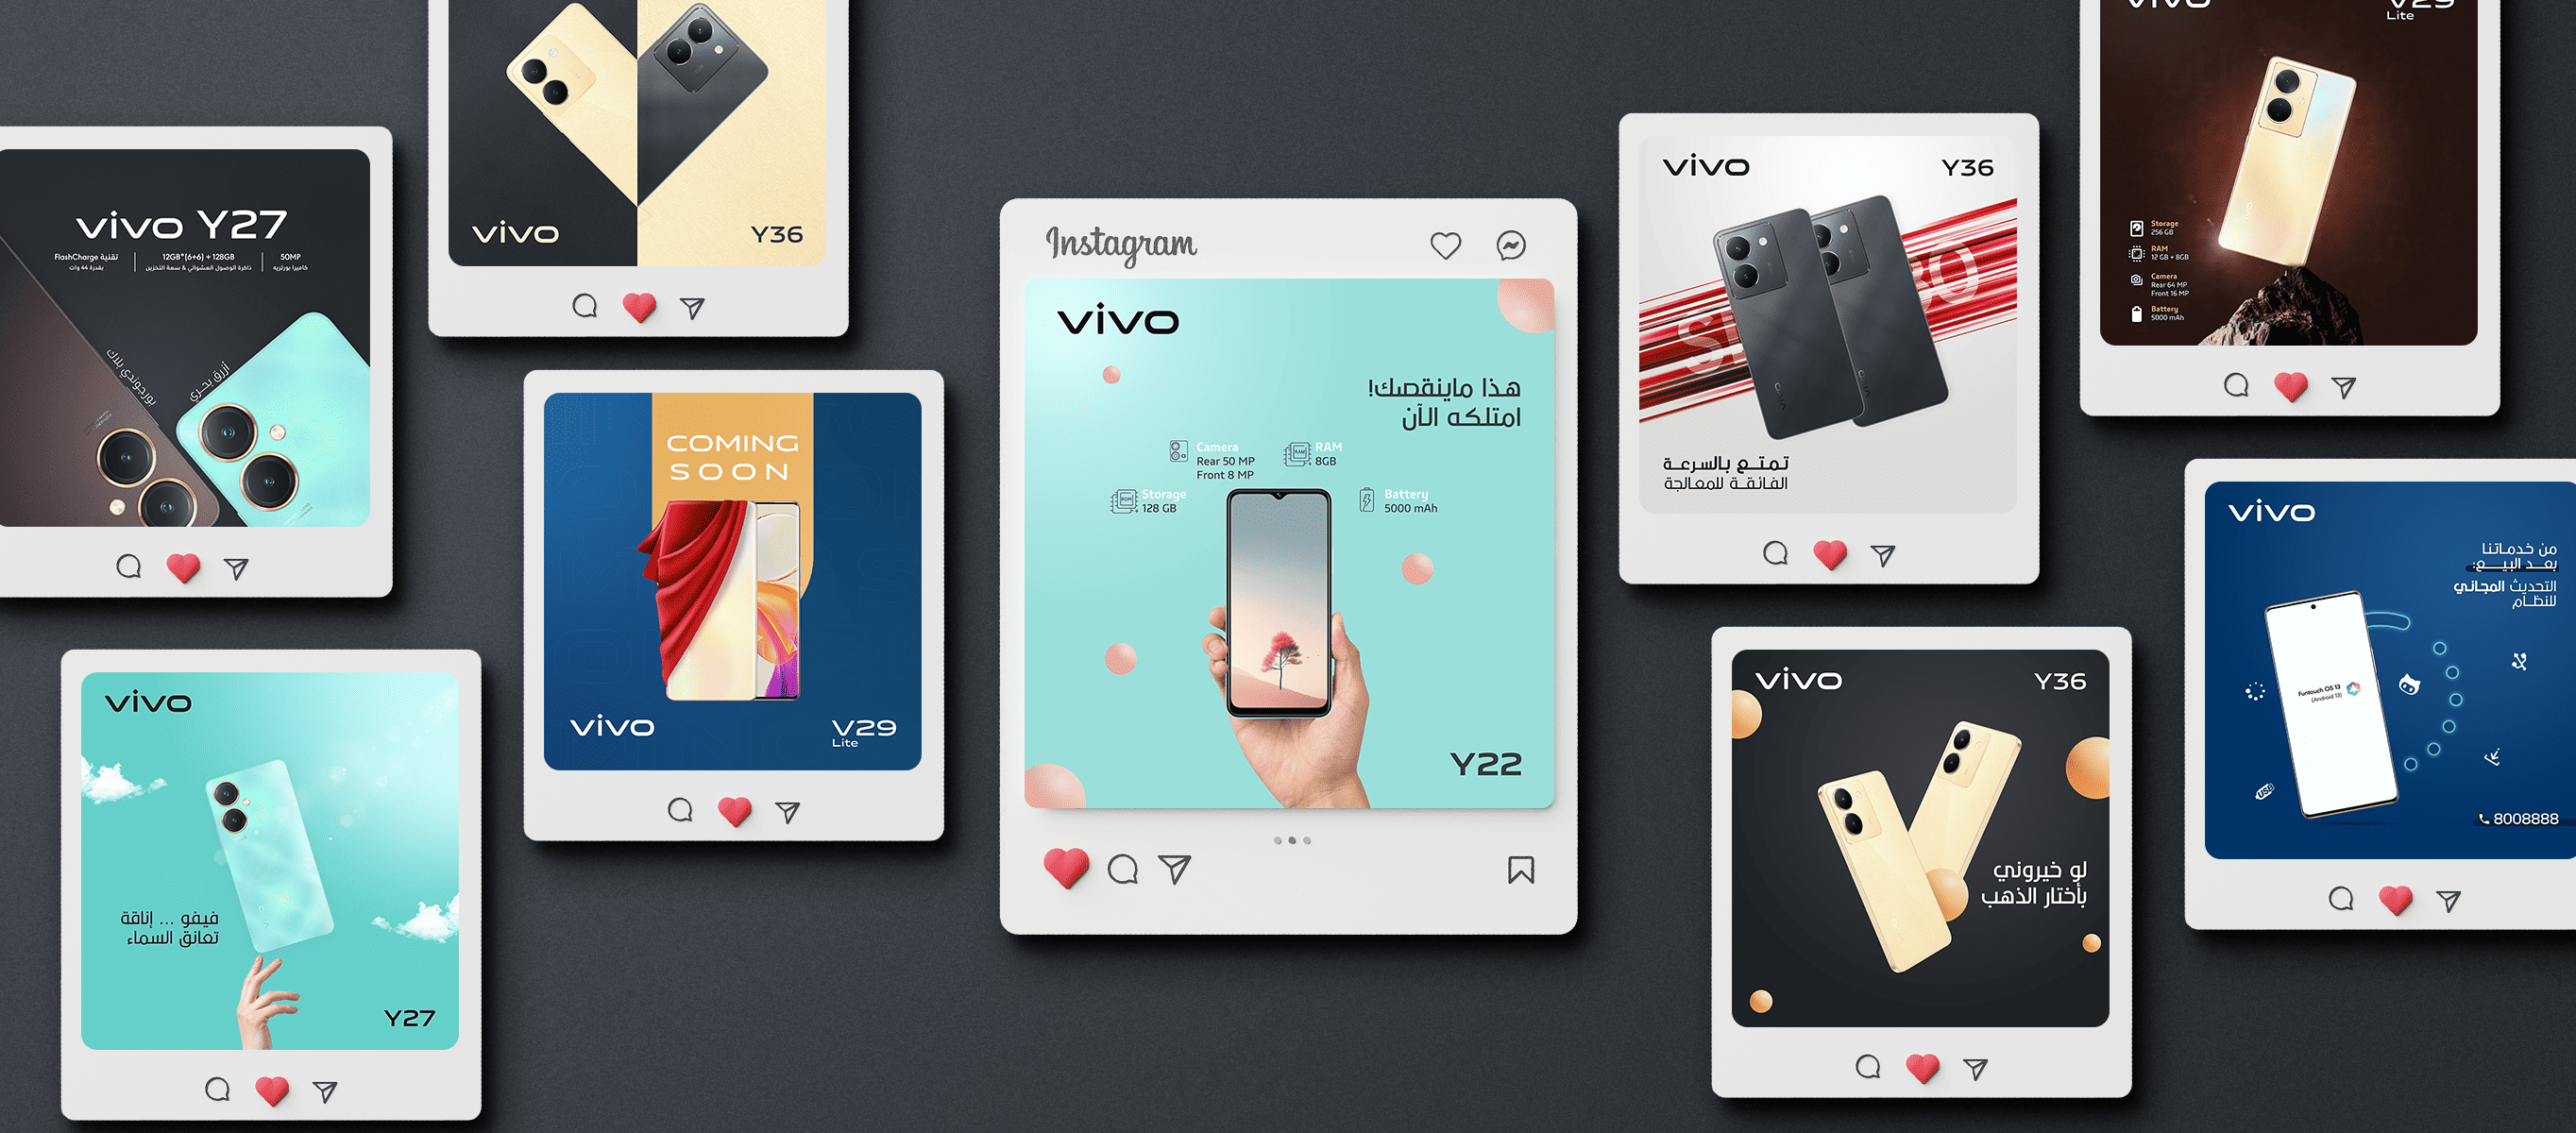 vivo Y27
تقنية FlashCharge
بقدرة 44 وات
12GB*(6+6) + 128GB
ذاكرة الوصول العشوائي & سعة التخزين
50MP
كاميرا بورتريه
بورجوندي بلاك
أزرق بحري
vivo
Y36
vivo
فيفو ... إناقة
تعانق السماء
Y27
COMING
SOON
vivo
V29
Lite
Instagram
vivo
هذا ماينقصك!
امتلكه الآن
Camera
Rear 50 MP
Front 8 MP
RAM
8GB
Storage
128 GB
Battery
5000 mAh
Y22
vivo
Y36
تمتع بالسرعة
الفائقة للمعالجة
vivo
V29
Lite
Storage
256 GB
RAM
12 GB + 8GB
Camera
Rear 64 MP
Front 16 MP
Battery
5000 mAh
vivo
Y36
لو خيروني
بأختار الذهب
vivo
من خدماتنا
بعد البيع:
التحديث المجاني
للنظام
Funtouch OS 13
(Android 13)
USB
8008888